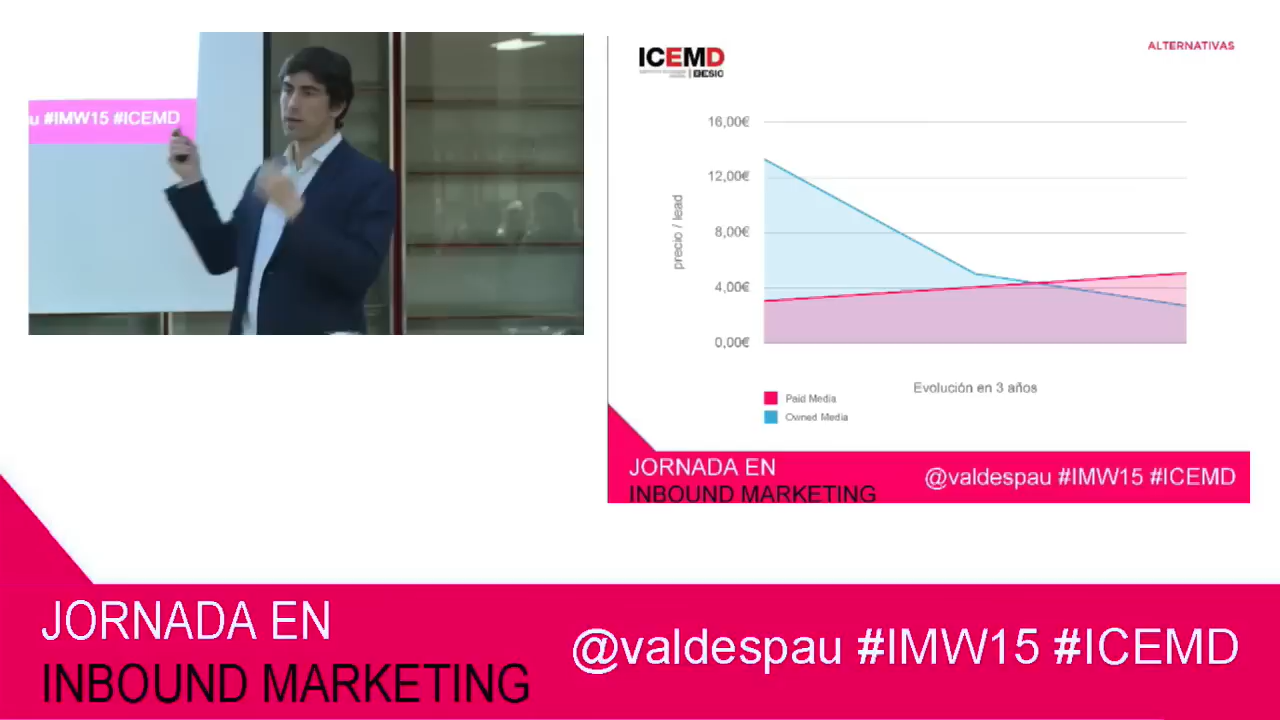 u #IMW15 #ICEMD
ICEMD
ESIC
ALTERNATIVAS
16,00€
12,00€
8,00€
4,00€
0,00€
precio / lead
Evolución en 3 años
Paid Media
Owned Media
JORNADA EN
INBOUND MARKETING
@valdespau #IMW15 #ICEMD
JORNADA EN
INBOUND MARKETING
@valdespau #IMW15 #ICEMD